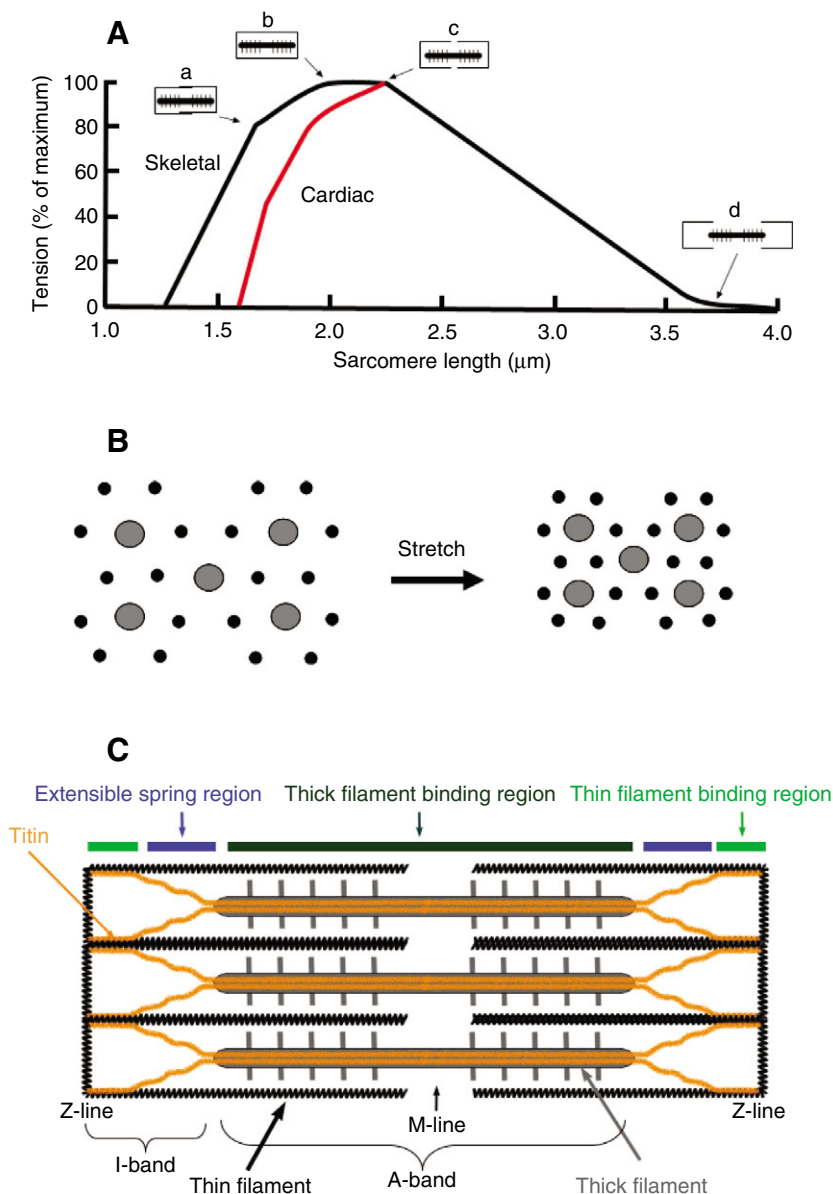 A
b
c
a
d
Tension (% of maximum)
100
80
60
40
20
0
Skeletal
Cardiac
1.0 1.5 2.0 2.5 3.0 3.5 4.0
Sarcomere length (μm)
B
Stretch
C
Extensible spring region Thick filament binding region Thin filament binding region
Titin
Z-line M-line Z-line
I-band A-band
Thin filament Thick filament